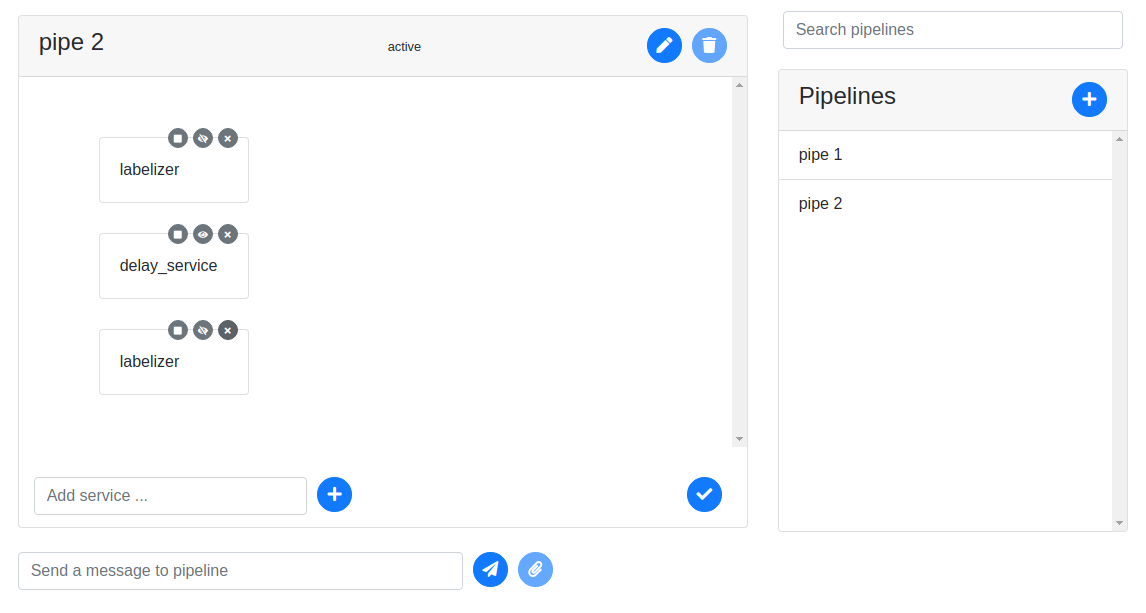 pipe 2
active
labelizer
delay_service
labelizer
Add service ...
Send a message to pipeline
Search pipelines
Pipelines
pipe 1
pipe 2